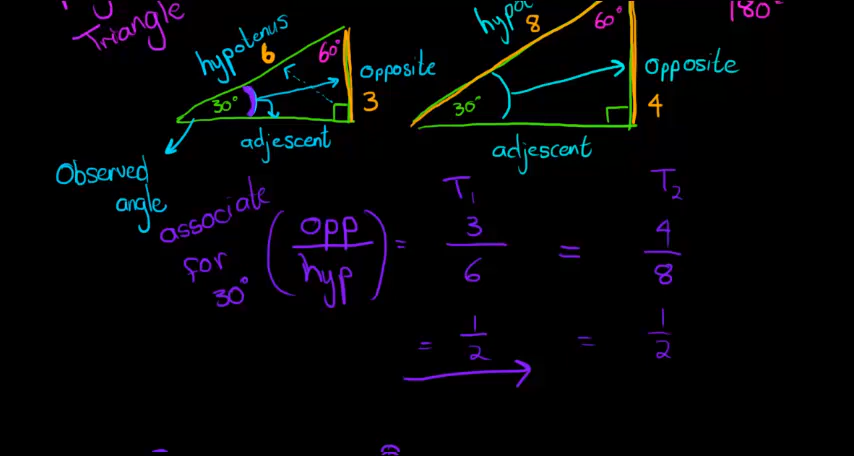 Triangle
hypotenus
6
60°
30°
opposite
3
adjescent
Observed
angle
8
60°
30°
opposite
4
adjescent
180°
associate
for
30°
T1 T2
(opp/hyp) = 3/6 = 4/8
= 1/2 = 1/2